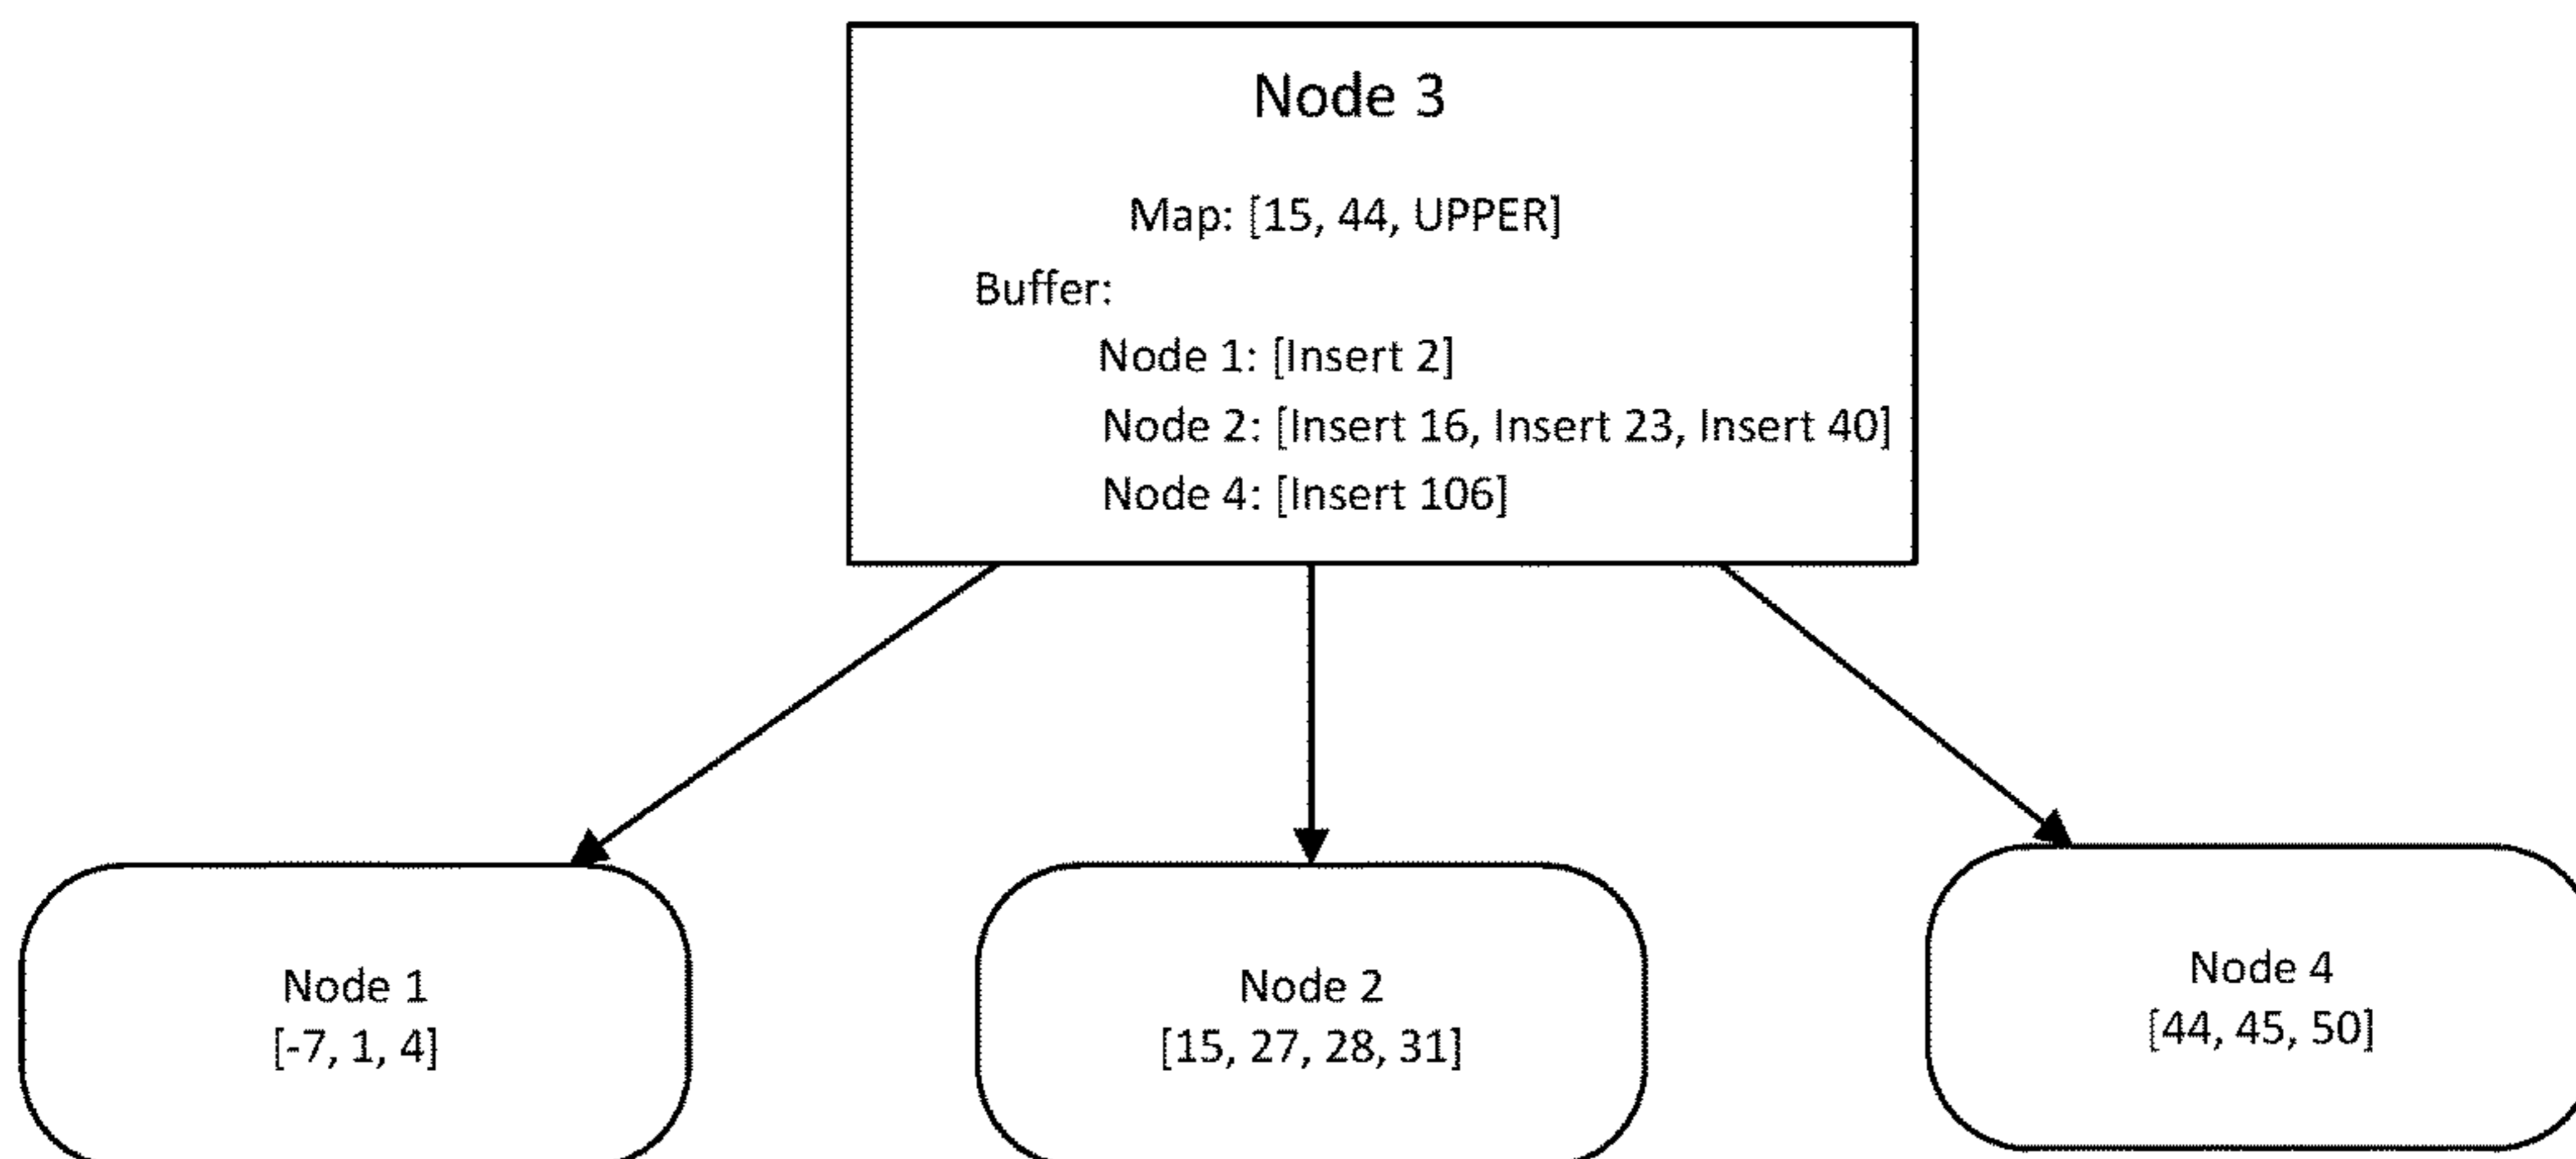 Node 3
Map: [15, 44, UPPER]
Buffer:
Node 1: [Insert 2]
Node 2: [Insert 16, Insert 23, Insert 40]
Node 4: [Insert 106]
Node 1
[-7, 1, 4]
Node 2
[15, 27, 28, 31]
Node 4
[44, 45, 50]